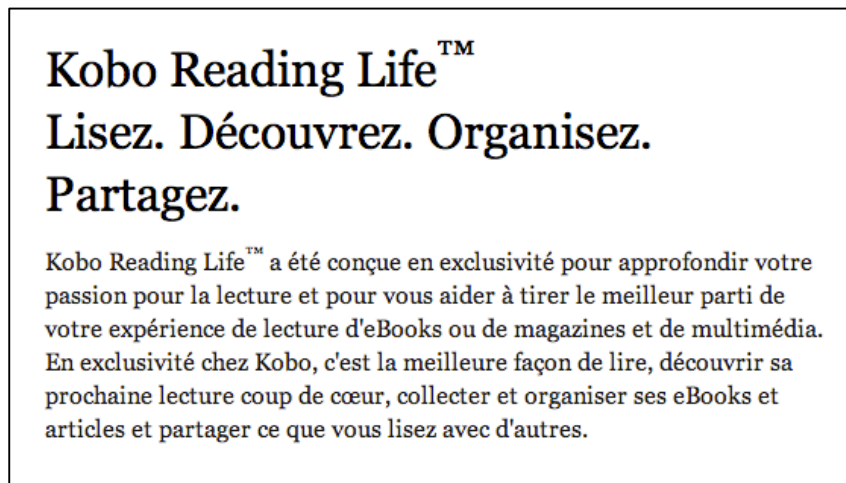 Kobo Reading Life™
Lisez. Découvrez. Organisez.
Partagez.
Kobo Reading Life™ a été conçue en exclusivité pour approfondir votre
passion pour la lecture et pour vous aider à tirer le meilleur parti de
votre expérience de lecture d'eBooks ou de magazines et de multimédia.
En exclusivité chez Kobo, c'est la meilleure façon de lire, découvrir sa
prochaine lecture coup de cœur, collecter et organiser ses eBooks et
articles et partager ce que vous lisez avec d'autres.